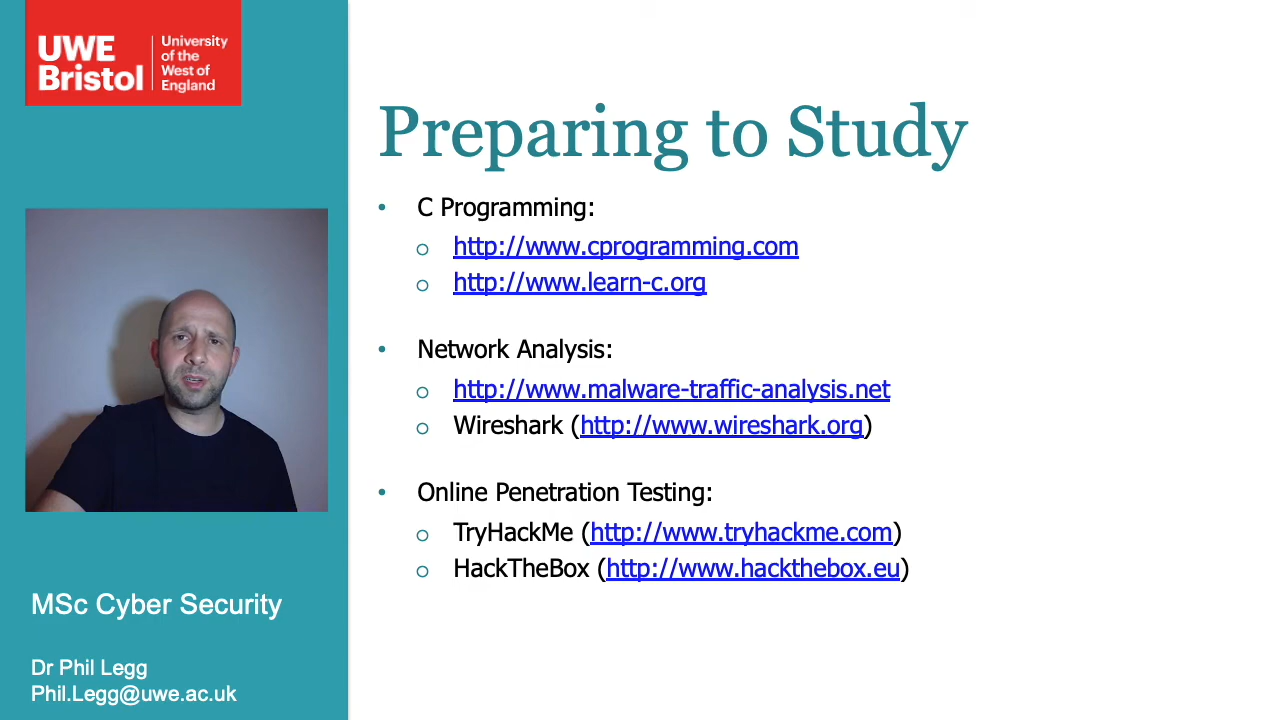 UWE Bristol
University of the West of England
Preparing to Study
• C Programming:
o http://www.cprogramming.com
o http://www.learn-c.org
• Network Analysis:
o http://www.malware-traffic-analysis.net
o Wireshark (http://www.wireshark.org)
• Online Penetration Testing:
o TryHackMe (http://www.tryhackme.com)
o HackTheBox (http://www.hackthebox.eu)
MSc Cyber Security
Dr Phil Legg
Phil.Legg@uwe.ac.uk